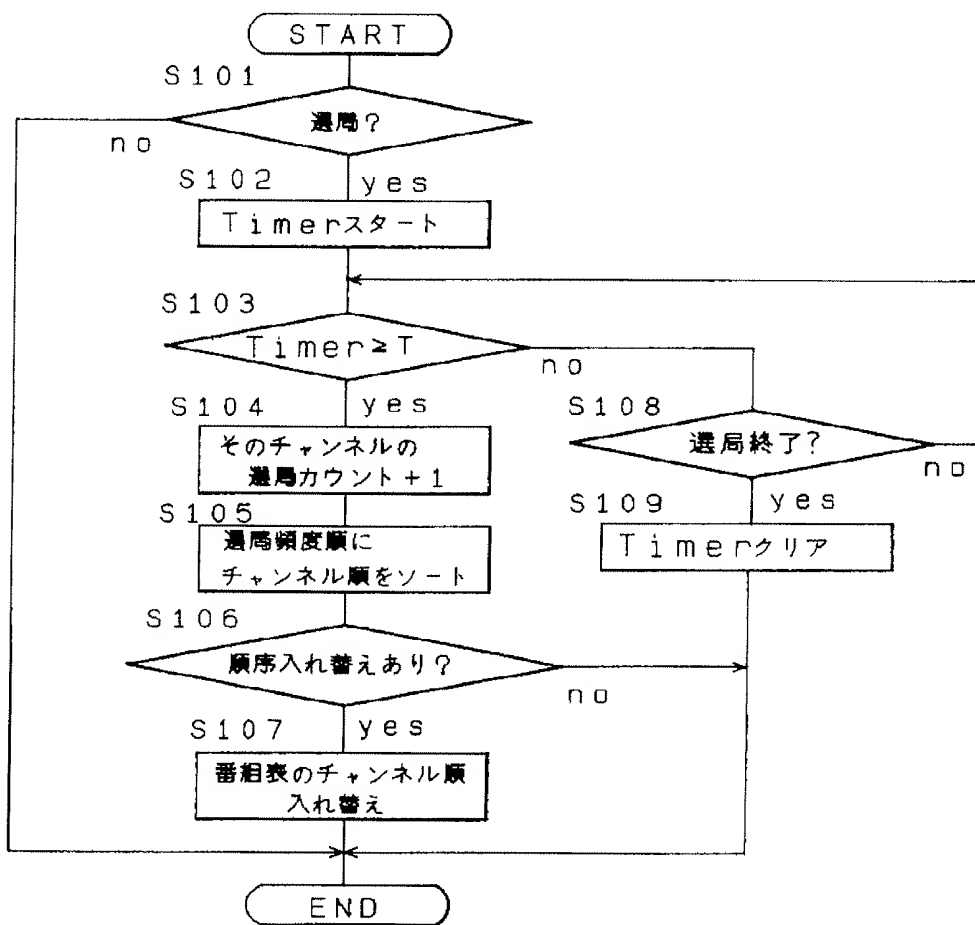 START
S101
選局?
no
S102
yes
Timerスタート
S103
Timer≥T
no
S104
yes
S108
そのチャンネルの
選局カウント+1
選局終了?
no
S105
S109
yes
選局頻度順に
チャンネル順をソート
Timerクリア
S106
順序入れ替えあり?
no
S107
yes
番組表のチャンネル順
入れ替え
END